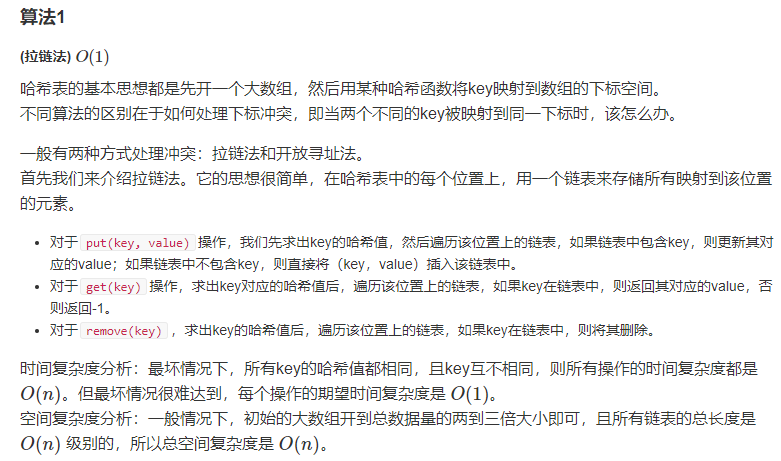 算法1
(拉链法) O(1)
哈希表的基本思想都是先开一个大数组，然后用某种哈希函数将key映射到数组的下标空间。
不同算法的区别在于如何处理下标冲突，即当两个不同的key被映射到同一下标时，该怎么办。
一般有两种方式处理冲突：拉链法和开放寻址法。
首先我们来介绍拉链法。它的思想很简单，在哈希表中的每个位置上，用一个链表来存储所有映射到该位置
的元素。
• 对于 put(key, value) 操作，我们先求出key的哈希值，然后遍历该位置上的链表，如果链表中包含key，则更新其对
应的value；如果链表中不包含key，则直接将（key，value）插入该链表中。
• 对于 get(key) 操作，求出key对应的哈希值后，遍历该位置上的链表，如果key在链表中，则返回其对应的value，否
则返回-1。
• 对于 remove(key) ，求出key的哈希值后，遍历该位置上的链表，如果key在链表中，则将其删除。
时间复杂度分析：最坏情况下，所有key的哈希值都相同，且key互不相同，则所有操作的时间复杂度都是
O(n)。但最坏情况很难达到，每个操作的期望时间复杂度是 O(1)。
空间复杂度分析：一般情况下，初始的大数组开到总数据量的两到三倍大小即可，且所有链表的总长度是
O(n) 级别的，所以总空间复杂度是 O(n)。